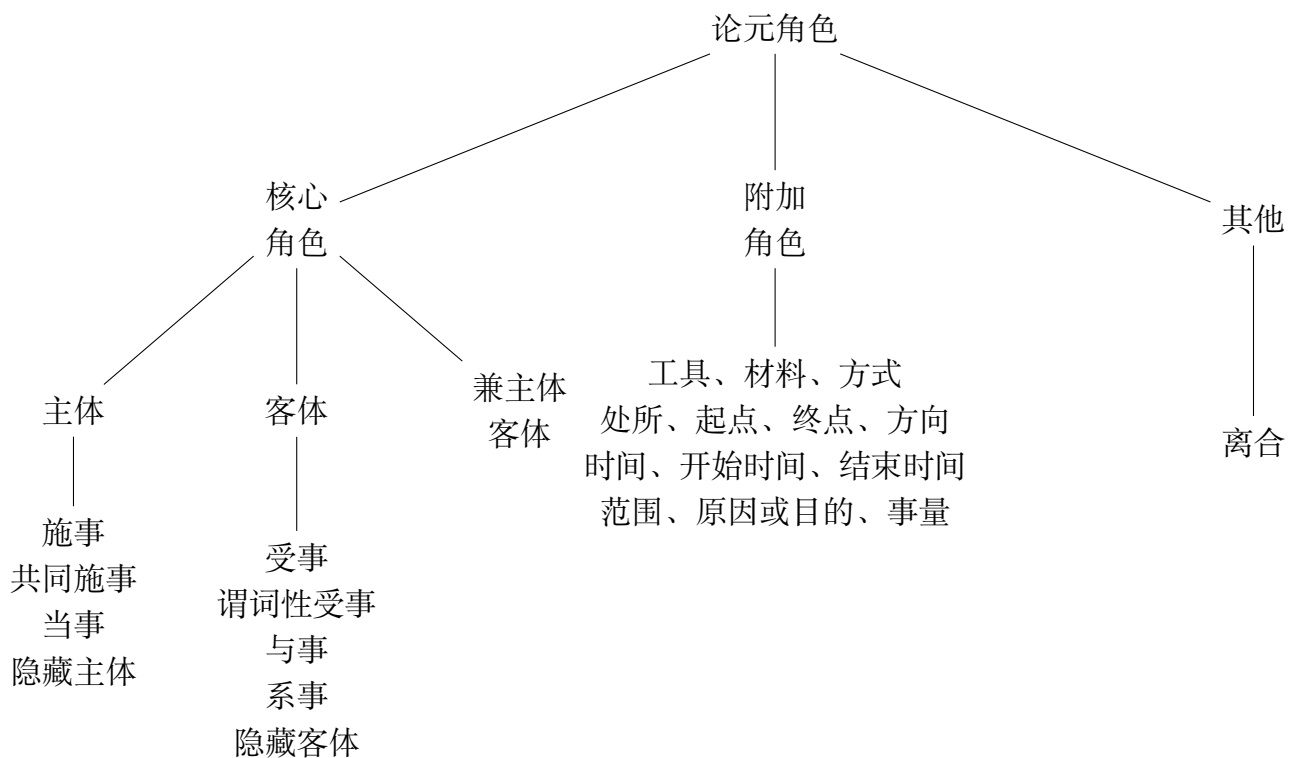 论元角色
核心
角色
附加
角色
其他
主体
客体
兼主体
客体
工具、材料、方式
处所、起点、终点、方向
时间、开始时间、结束时间
范围、原因或目的、事量
离合
施事
共同施事
当事
隐藏主体
受事
谓词性受事
与事
系事
隐藏客体